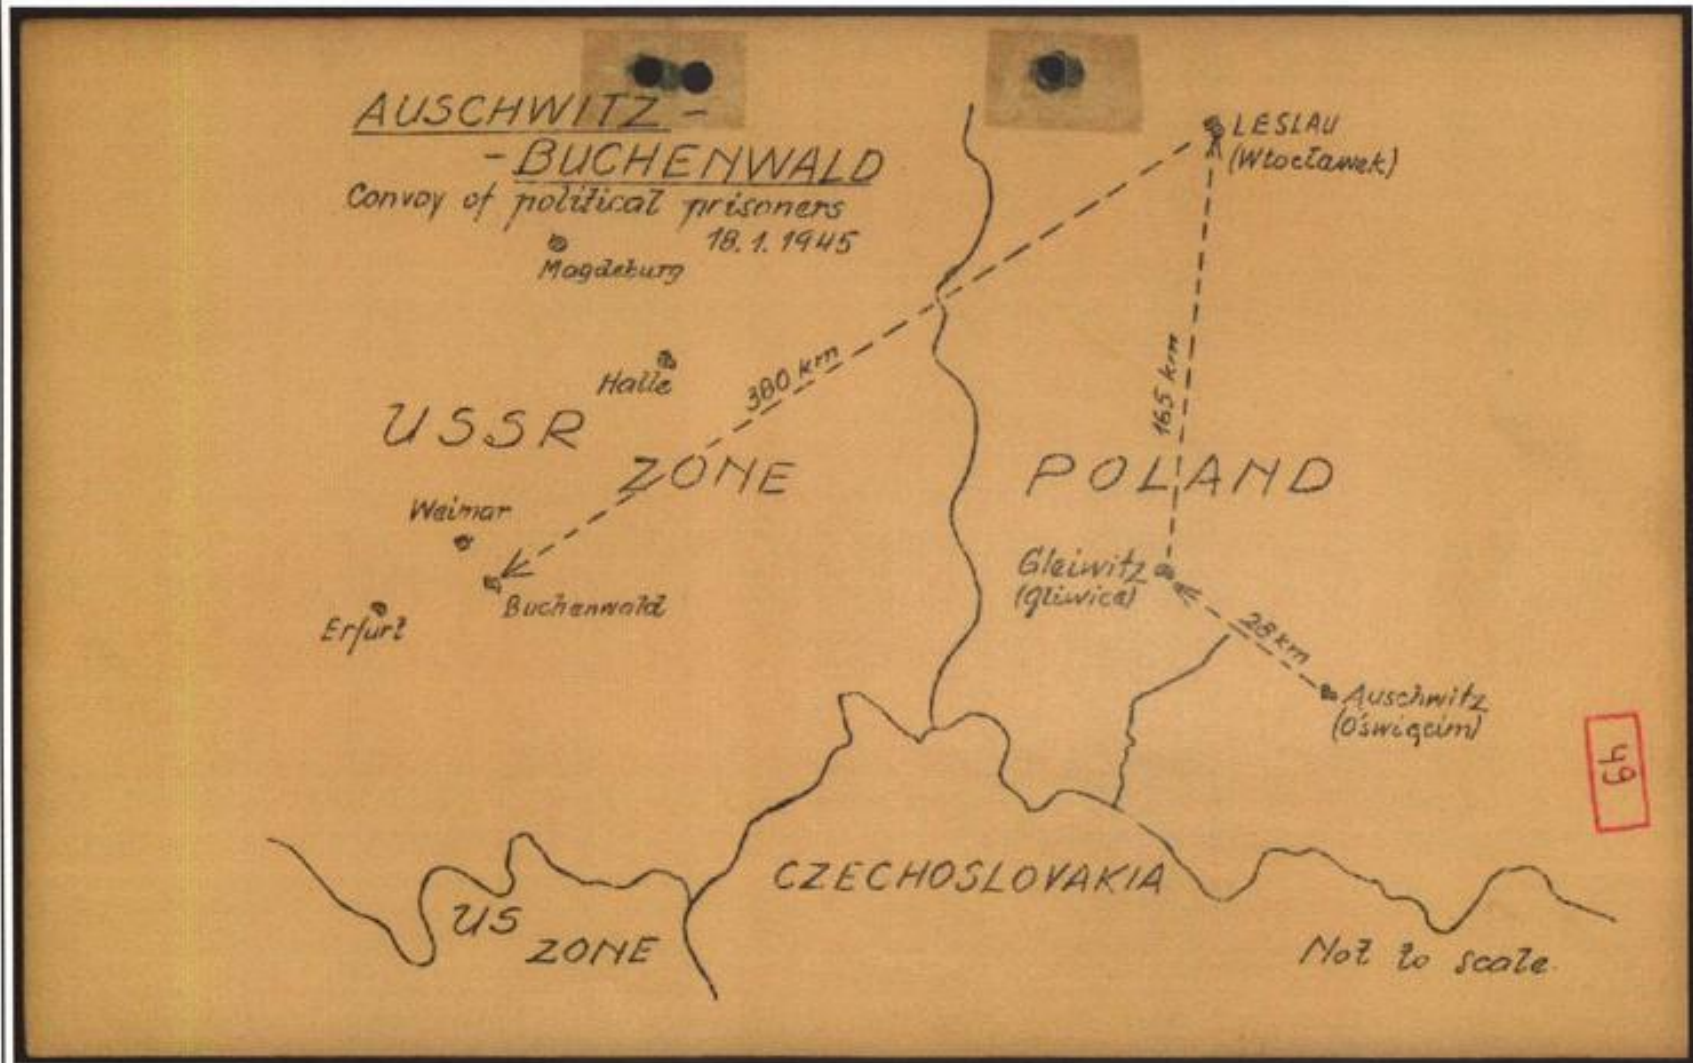 AUSCHWITZ -
- BUCHENWALD
Convoy of political prisoners
18.1.1945
LESLAU
(Włocławek)
Magdeburg
165 km
380 km
Halle
USSR
ZONE
POLAND
Weimar
Gleiwitz
(Gliwice)
Buchenwald
Erfurt
28 km
Auschwitz
(Oświęcim)
49
CZECHOSLOVAKIA
US
ZONE
Not to scale